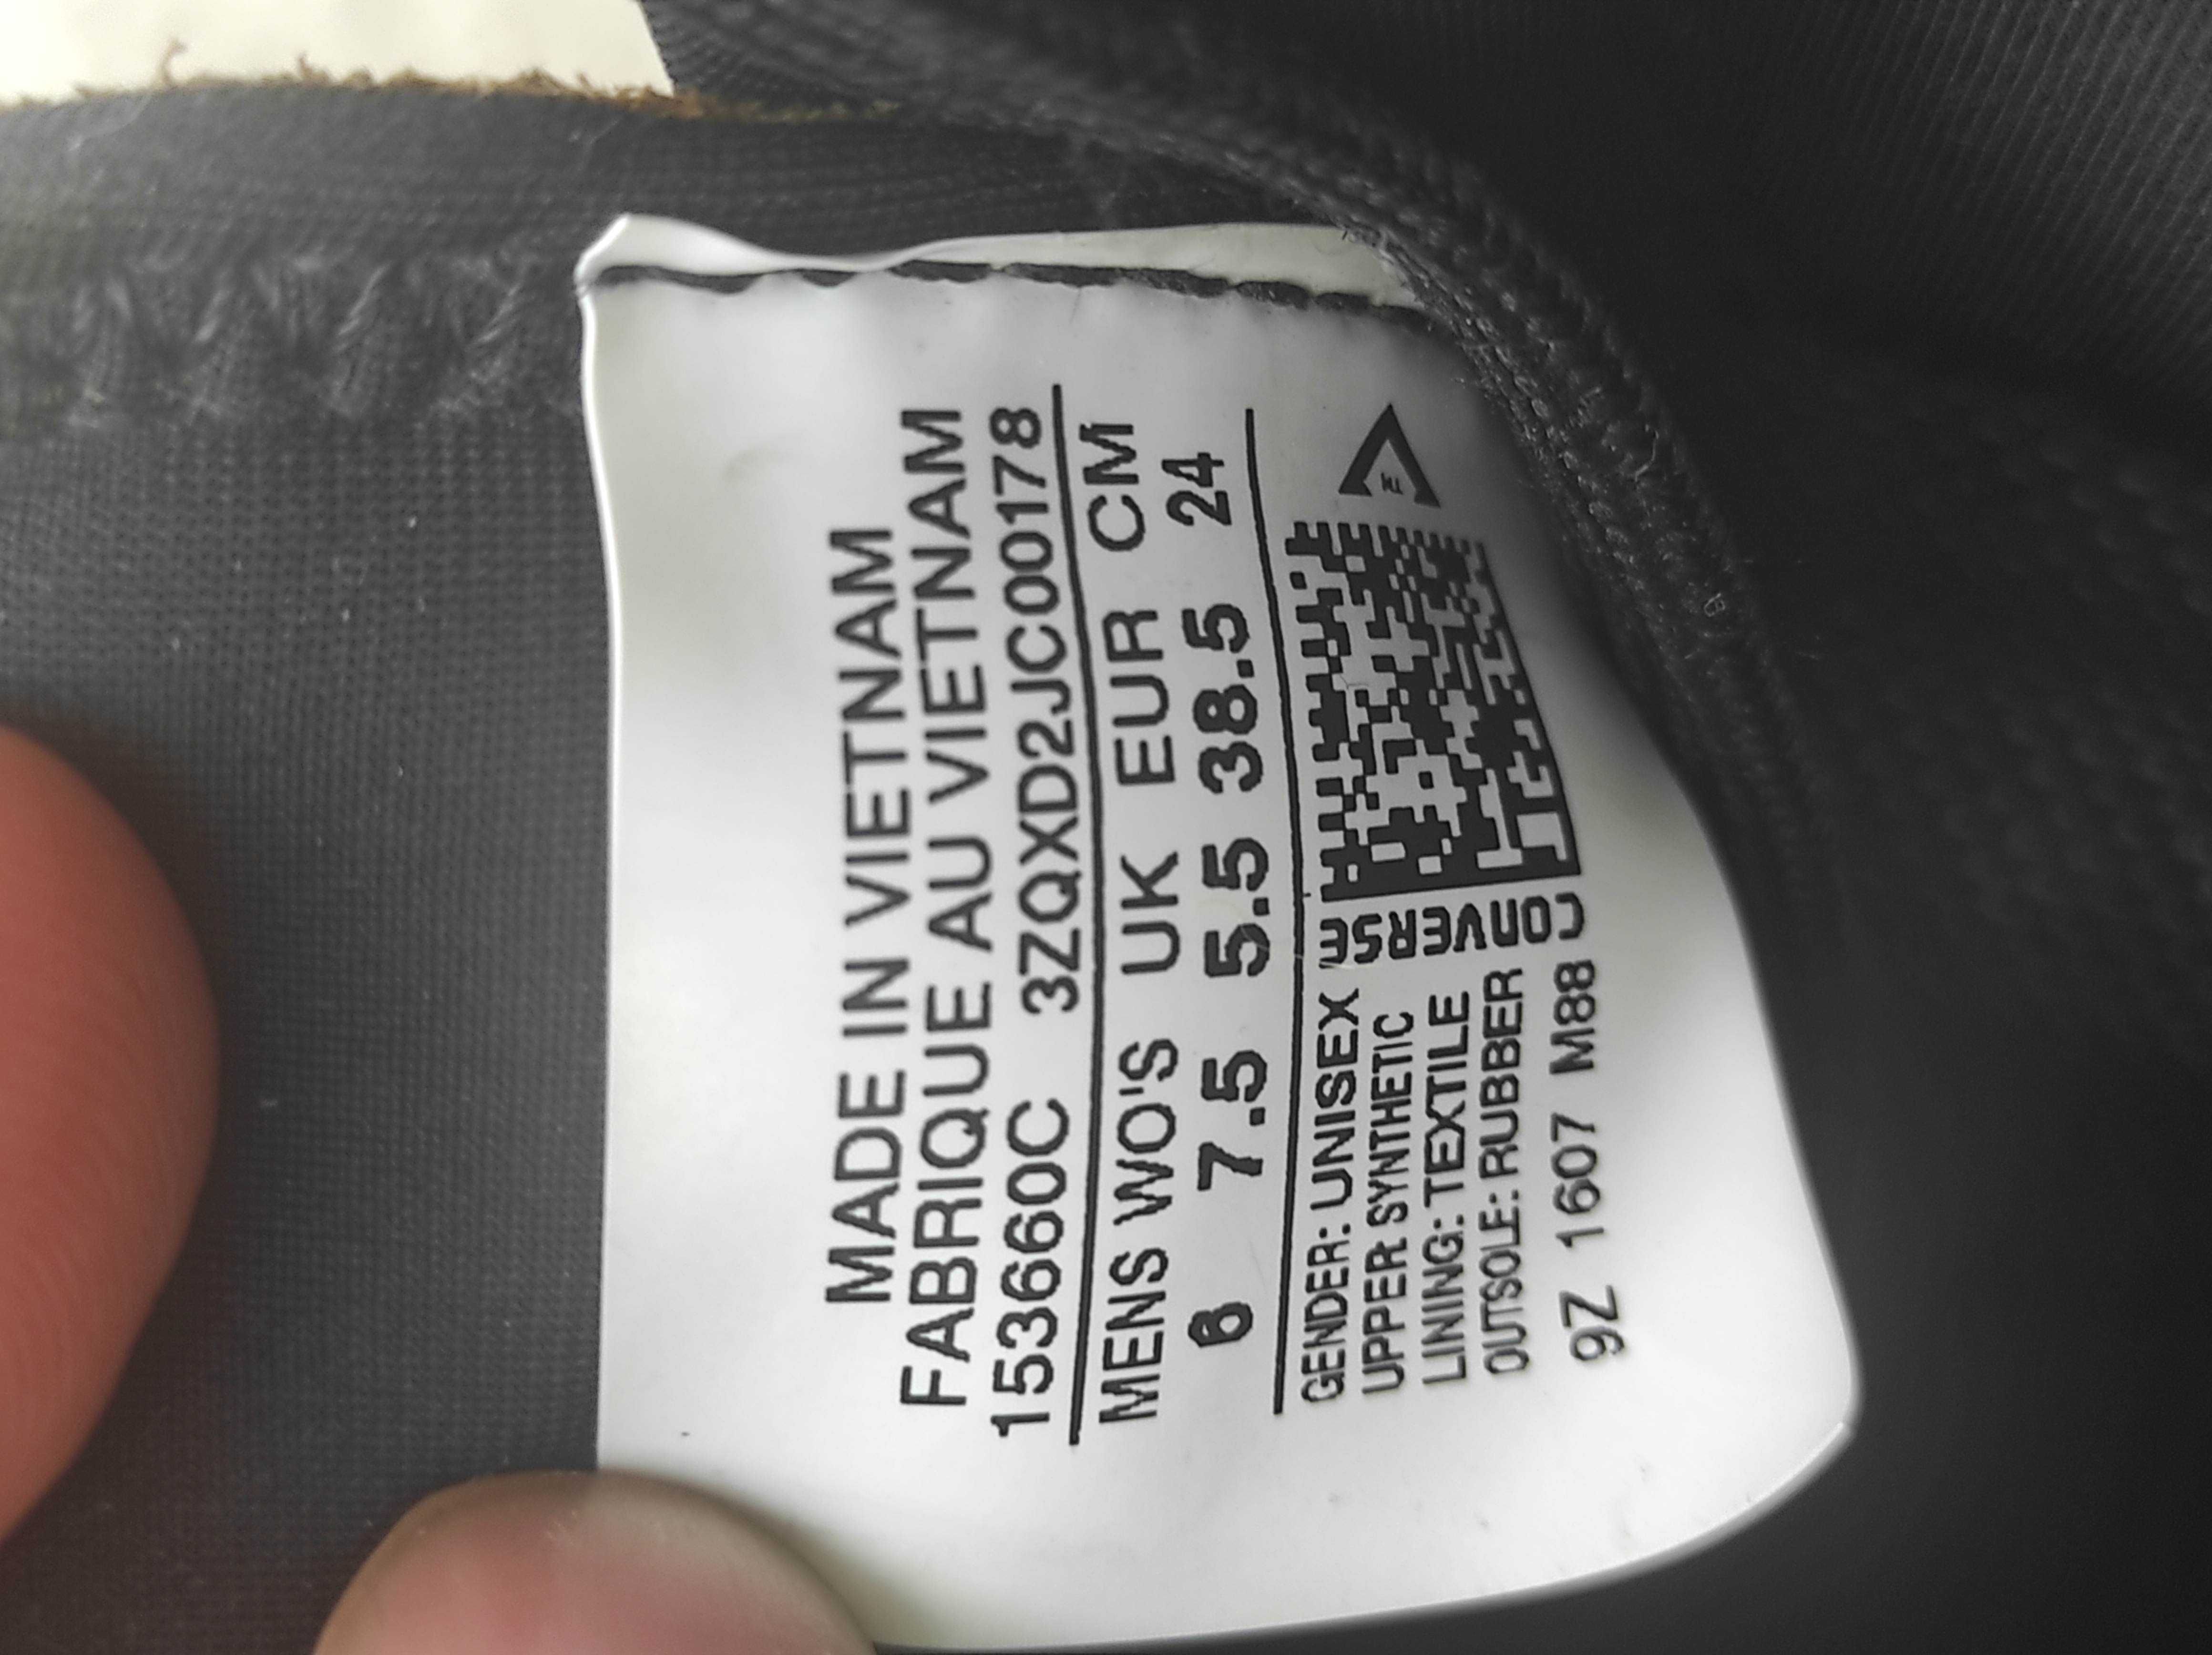 MADE IN VIETNAM
FABRIQUE AU VIETNAM
153660C 3ZQXD2JC00178
MENS WO'S UK EUR CM
6 7.5 5.5 38.5 24
GENDER: UNISEX
UPPER: SYNTHETIC
LINING: TEXTILE
OUTSOLE: RUBBER
9Z 1607 M88
CONVERSE
TM